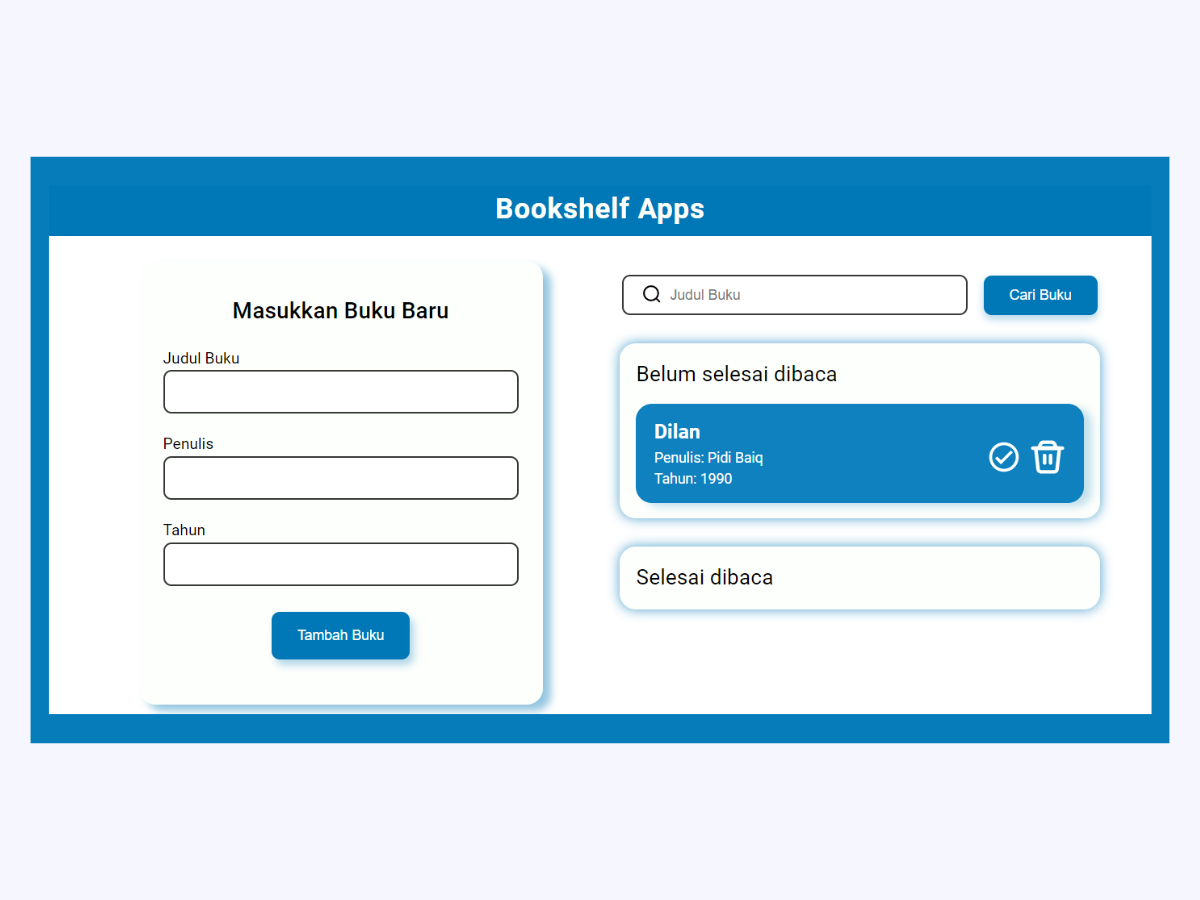 Bookshelf Apps
Masukkan Buku Baru
Judul Buku
Penulis
Tahun
Tambah Buku
Judul Buku
Cari Buku
Belum selesai dibaca
Dilan
Penulis: Pidi Baiq
Tahun: 1990
Selesai dibaca